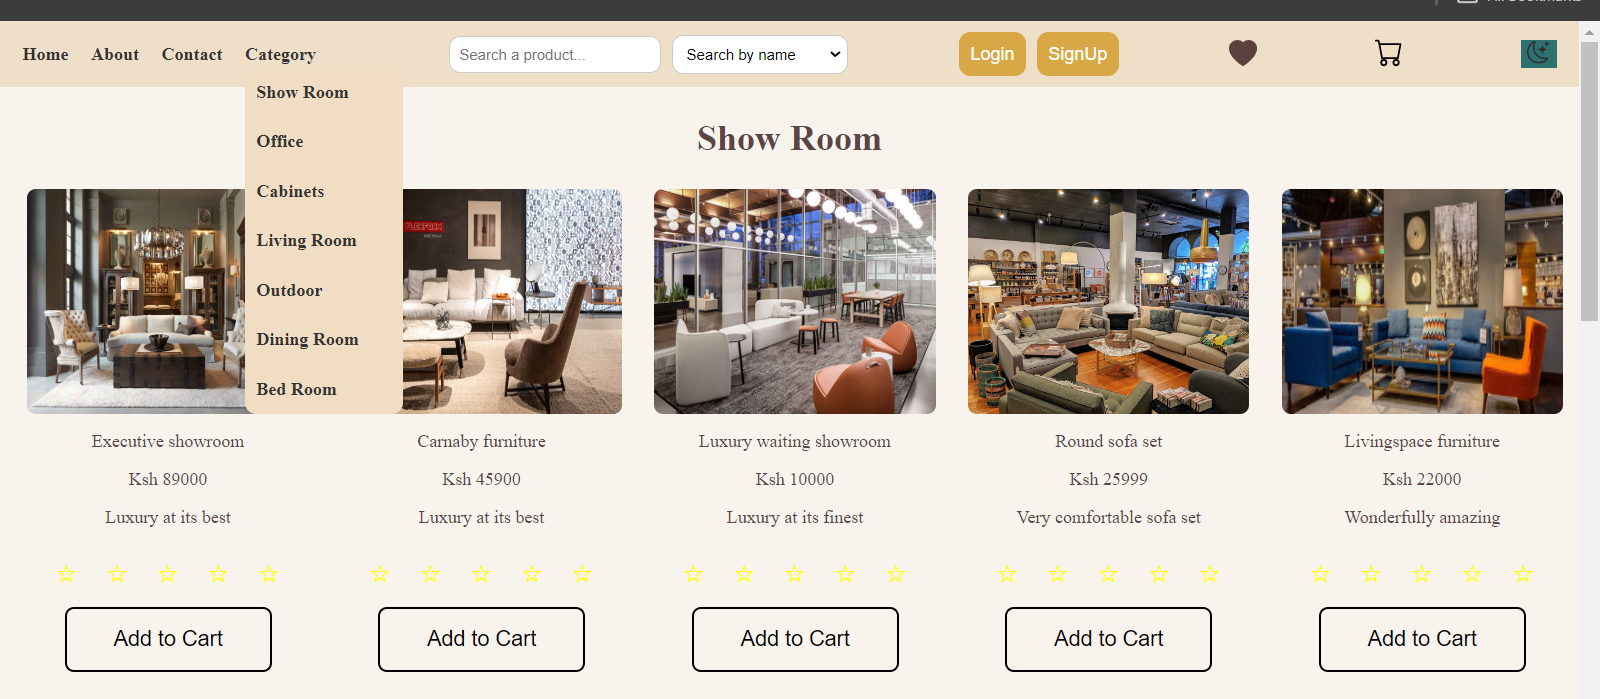 Home About Contact Category Search a product... Search by name Login SignUp
Show Room
Office
Cabinets
Living Room
Outdoor
Dining Room
Bed Room
Show Room
FLEXFORM
Executive showroom Carnaby furniture Luxury waiting showroom Round sofa set Livingspace furniture
Ksh 89000 Ksh 45900 Ksh 10000 Ksh 25999 Ksh 22000
Luxury at its best Luxury at its best Luxury at its finest Very comfortable sofa set Wonderfully amazing
Add to Cart Add to Cart Add to Cart Add to Cart Add to Cart